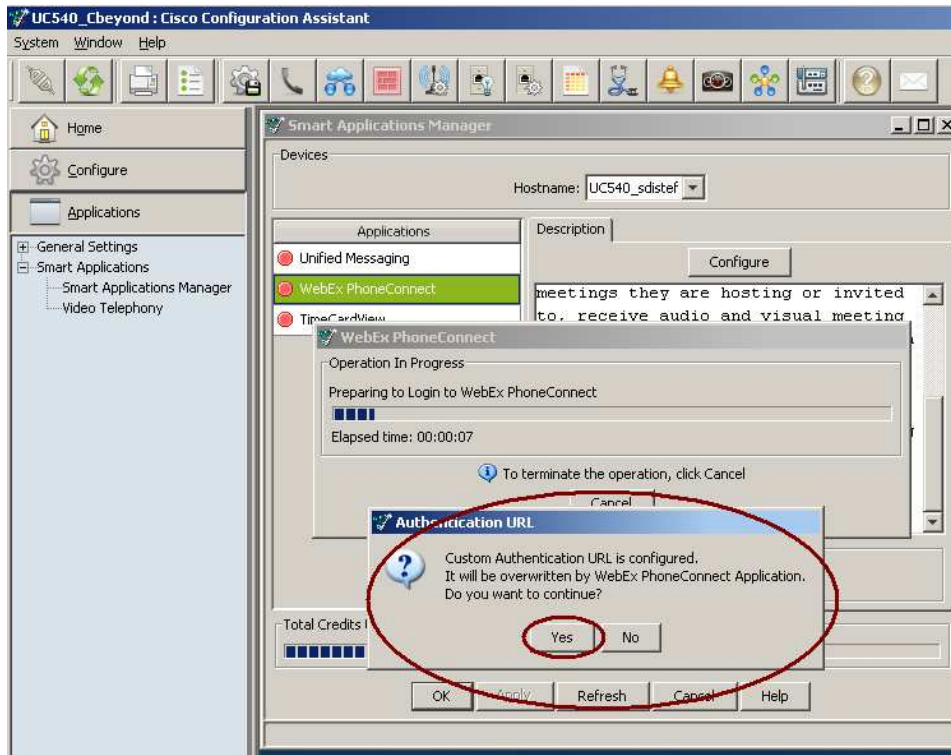 UC540_Cbeyond : Cisco Configuration Assistant
System Window Help
Home
Configure
Applications
General Settings
Smart Applications
Smart Applications Manager
Video Telephony
Smart Applications Manager
Devices
Hostname: UC540_sdistef
Applications
Unified Messaging
WebEx PhoneConnect
TimeCardView
Description
Configure
meetings they are hosting or invited
to, receive audio and visual meeting
WebEx PhoneConnect
Operation In Progress
Preparing to Login to WebEx PhoneConnect
Elapsed time: 00:00:07
To terminate the operation, click Cancel
Cancel
Authentication URL
Custom Authentication URL is configured.
It will be overwritten by WebEx PhoneConnect Application.
Do you want to continue?
Yes No
Total Credits
OK Apply Refresh Cancel Help